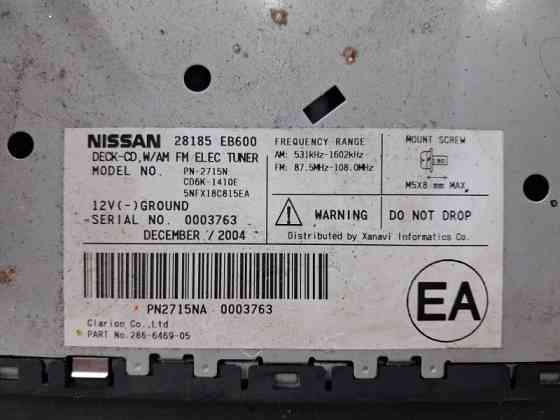 NISSAN 28185 EB600
DECK-CD, W/AM FM ELEC TUNER
MODEL NO. PN-2715N
CD6K-1410E
5NFX18C815EA
12V(-)GROUND
SERIAL NO. 0003763
DECEMBER / 2004
FREQUENCY RANGE
AM: 531kHz-1602kHz
FM: 87.5MHz-108.0MHz
MOUNT SCREW
M5X8 mm MAX.
WARNING
DO NOT DROP
Distributed by Xanavi Informatics Co.
PN2715NA 0003763
Clarion Co., Ltd
PART No. 286-6469-05
EA